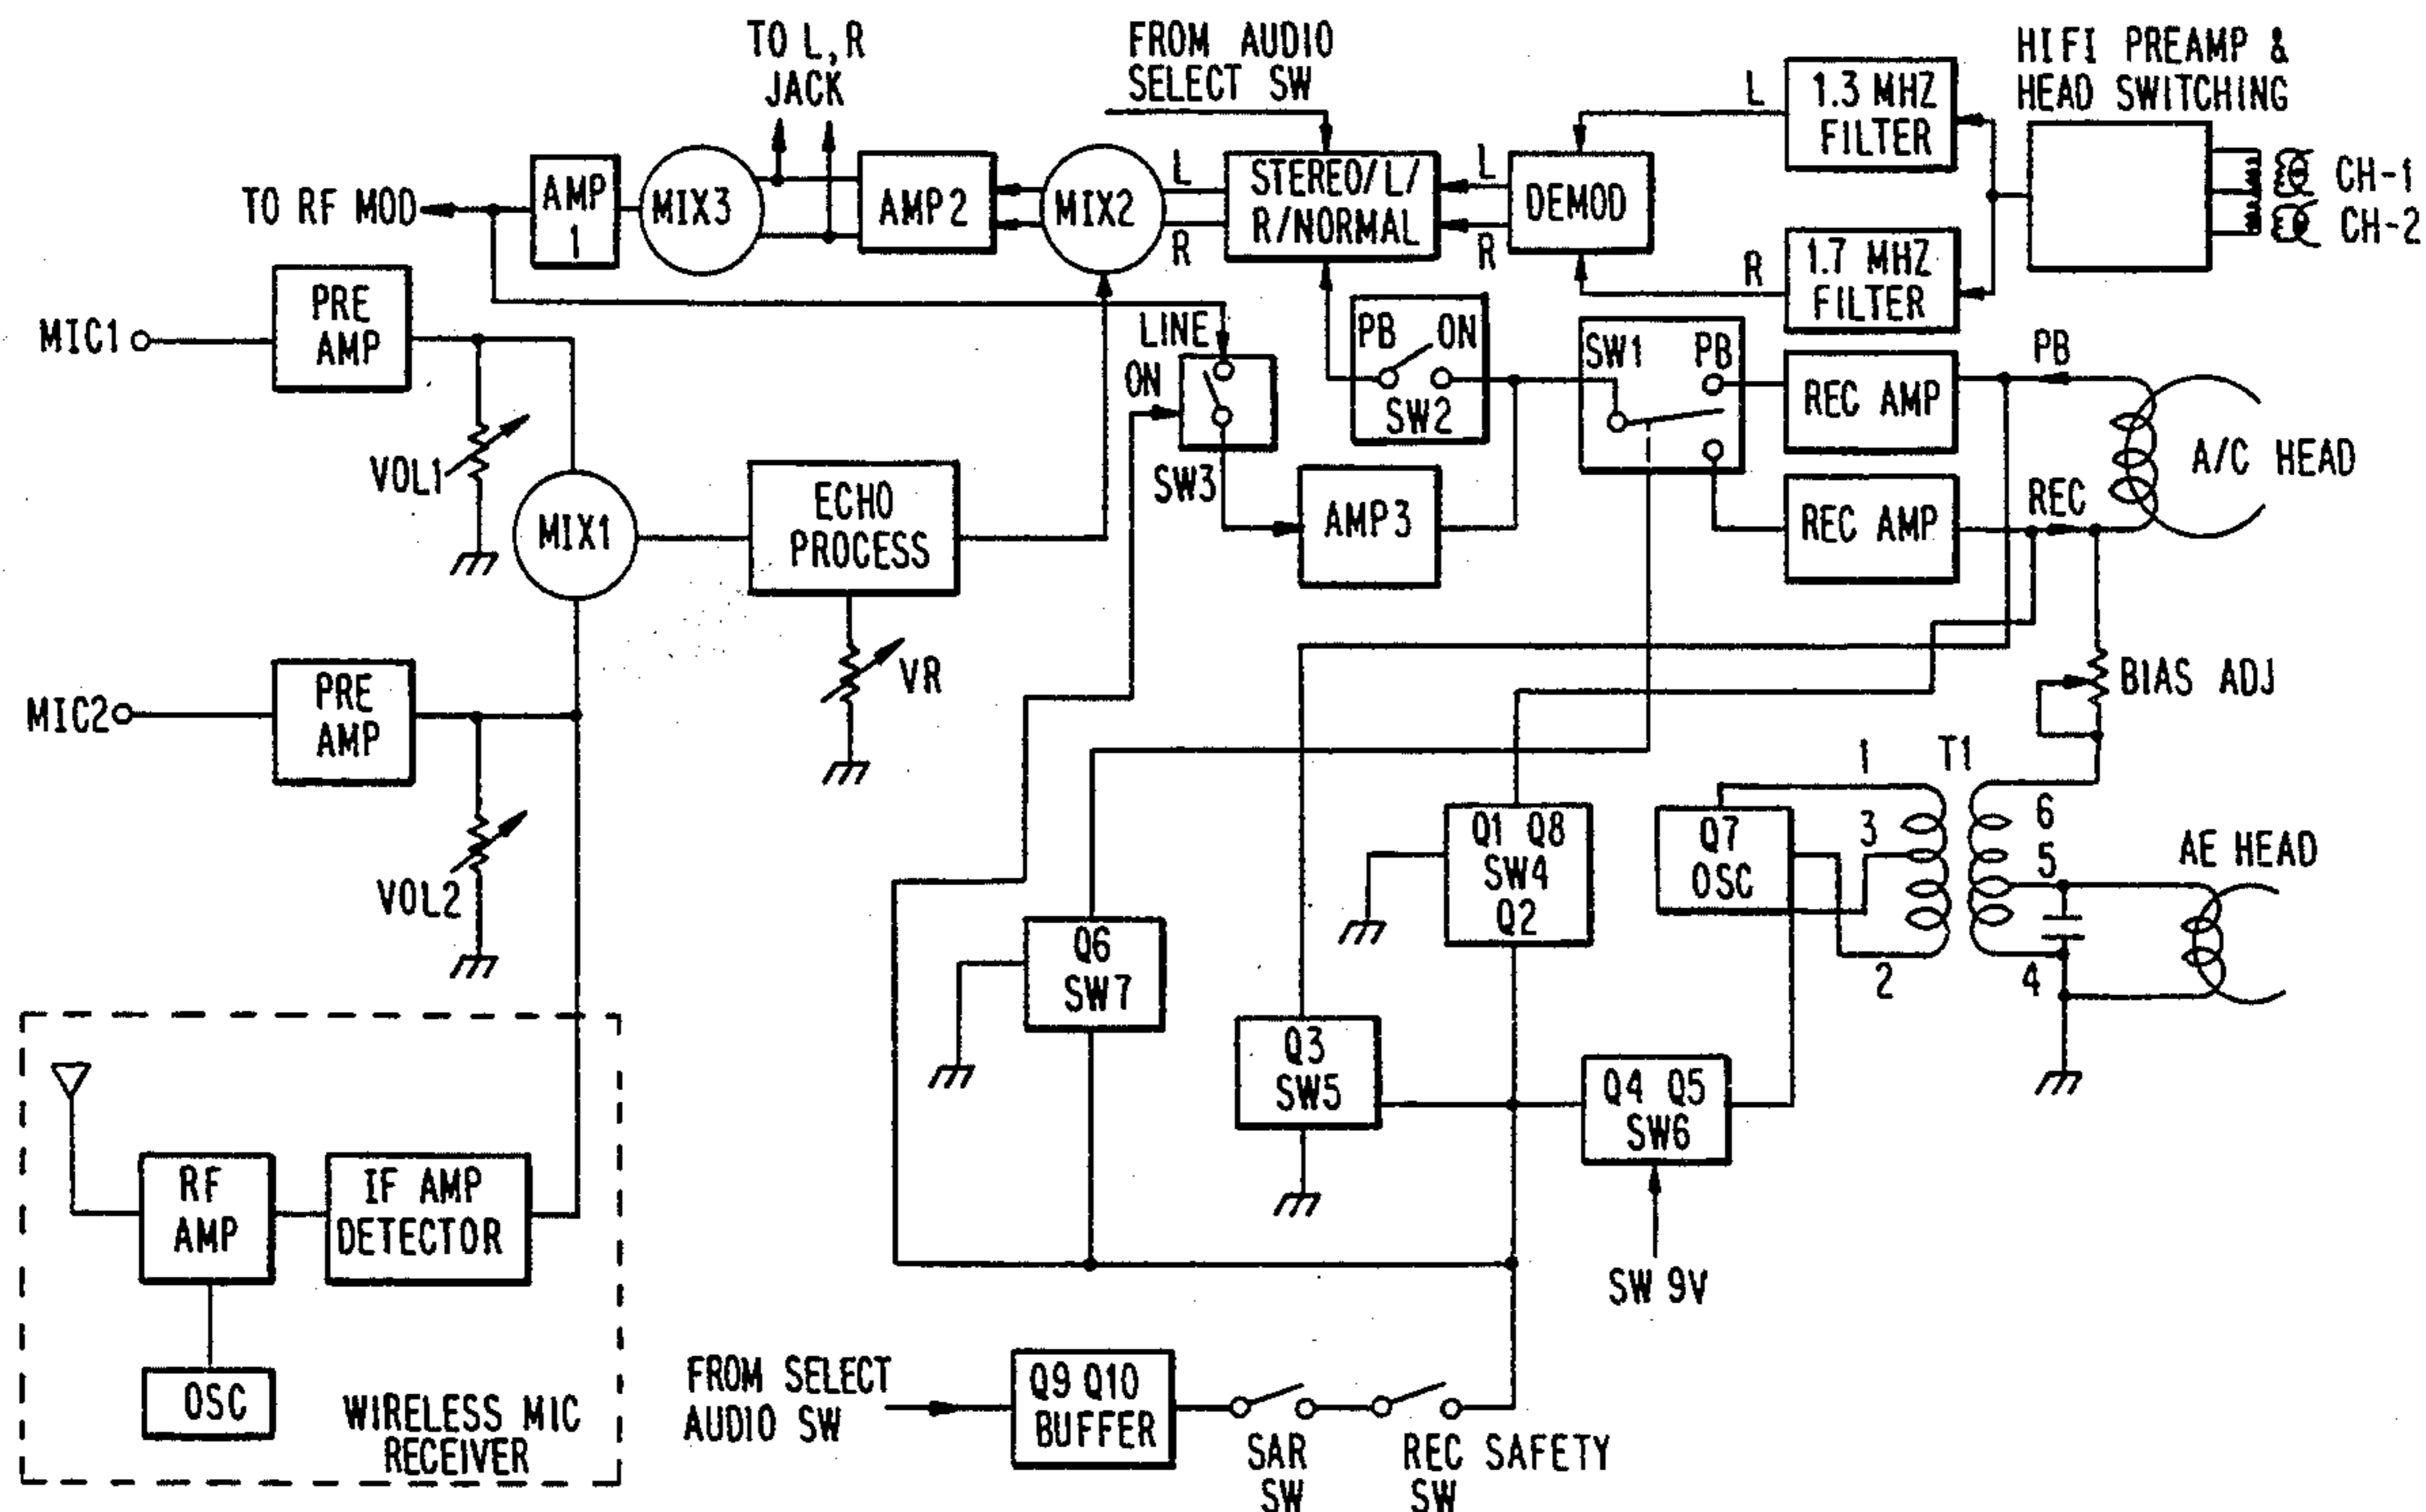 TO L,R
JACK
FROM AUDIO
SELECT SW
HIFI PREAMP &
HEAD SWITCHING
L
1.3 MHZ
FILTER
CH-1
CH-2
TO RF MOD
AMP
1
MIX3
AMP2
MIX2
L
R
STEREO/L/
R/NORMAL
L
R
DEMOD
R
1.7 MHZ
FILTER
MIC1
PRE
AMP
LINE
ON
SW3
PB ON
SW2
SW1 PB
REC AMP
PB
A/C HEAD
VOL1
MIX1
ECHO
PROCESS
AMP3
REC AMP
REC
VR
BIAS ADJ
MIC2
PRE
AMP
VOL2
1
T1
3
2
6
5
4
Q1 Q8
SW4
Q2
Q7
OSC
AE HEAD
Q6
SW7
Q3
SW5
Q4 Q5
SW6
SW 9V
RF
AMP
IF AMP
DETECTOR
OSC
WIRELESS MIC
RECEIVER
FROM SELECT
AUDIO SW
Q9 Q10
BUFFER
SAR
SW
REC SAFETY
SW